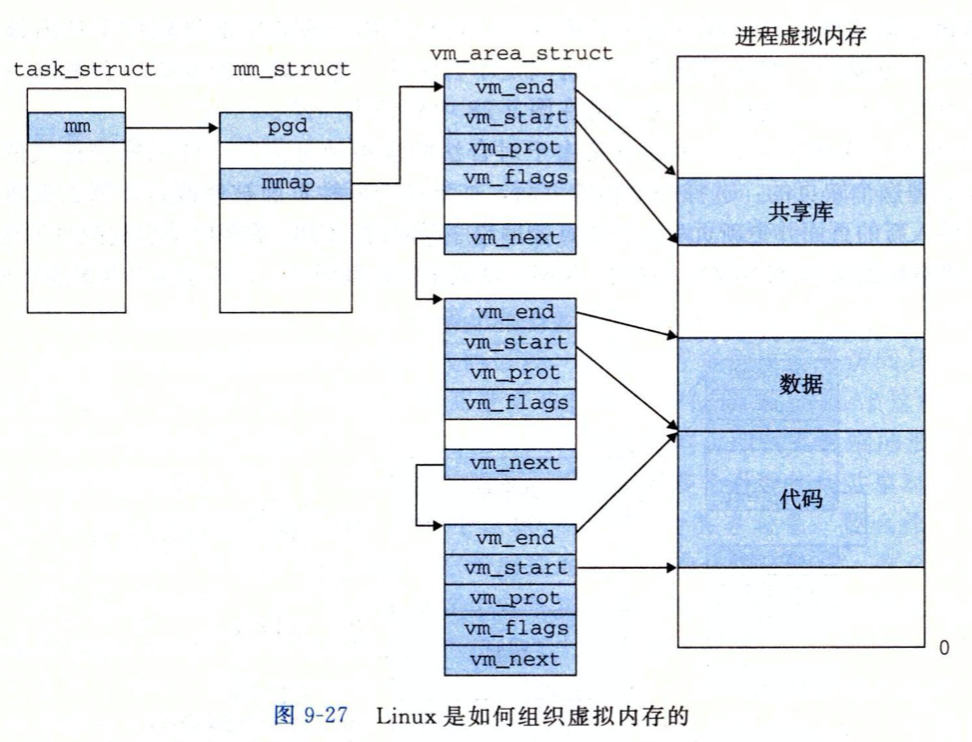 task_struct
mm
mm_struct
pgd
mmap
vm_area_struct
vm_end
vm_start
vm_prot
vm_flags
vm_next
vm_end
vm_start
vm_prot
vm_flags
vm_next
vm_end
vm_start
vm_prot
vm_flags
vm_next
进程虚拟内存
共享库
数据
代码
0
图 9-27 Linux 是如何组织虚拟内存的